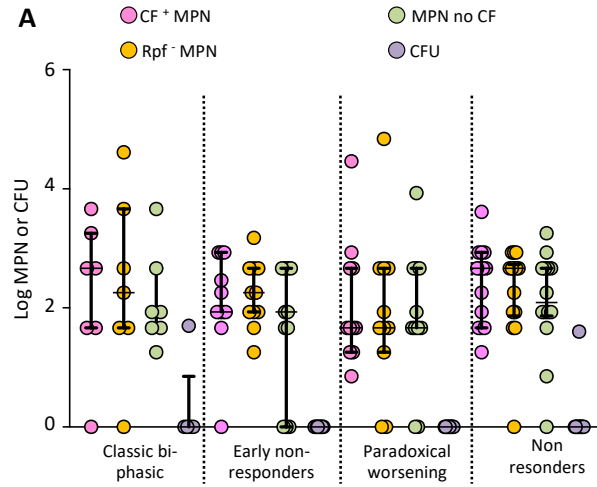 A
CF + MPN
MPN no CF
Rpf - MPN
CFU
6
4
2
0
Log MPN or CFU
Classic bi-
phasic
Early non-
responders
Paradoxical
worsening
Non
resonders